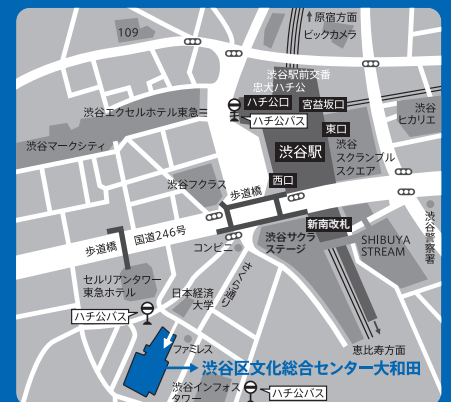 ↑原宿方面
ビックカメラ
109
渋谷駅前交番
忠犬ハチ公
ハチ公口
宮益坂口
渋谷
ヒカリエ
渋谷エクセルホテル東急
ハチ公バス
東口
渋谷マークシティ
渋谷駅
渋谷
スクランブル
スクエア
渋谷フクラス
西口
歩道橋
新南改札
渋谷警察署
国道246号
歩道橋
コンビニ
渋谷サクラ
ステージ
SHIBUYA
STREAM
セルリアンタワー
東急ホテル
さくら通り
日本経済
大学
ハチ公バス
ファミレス
恵比寿方面
渋谷区文化総合センター大和田
渋谷インフォス
タワー
ハチ公バス